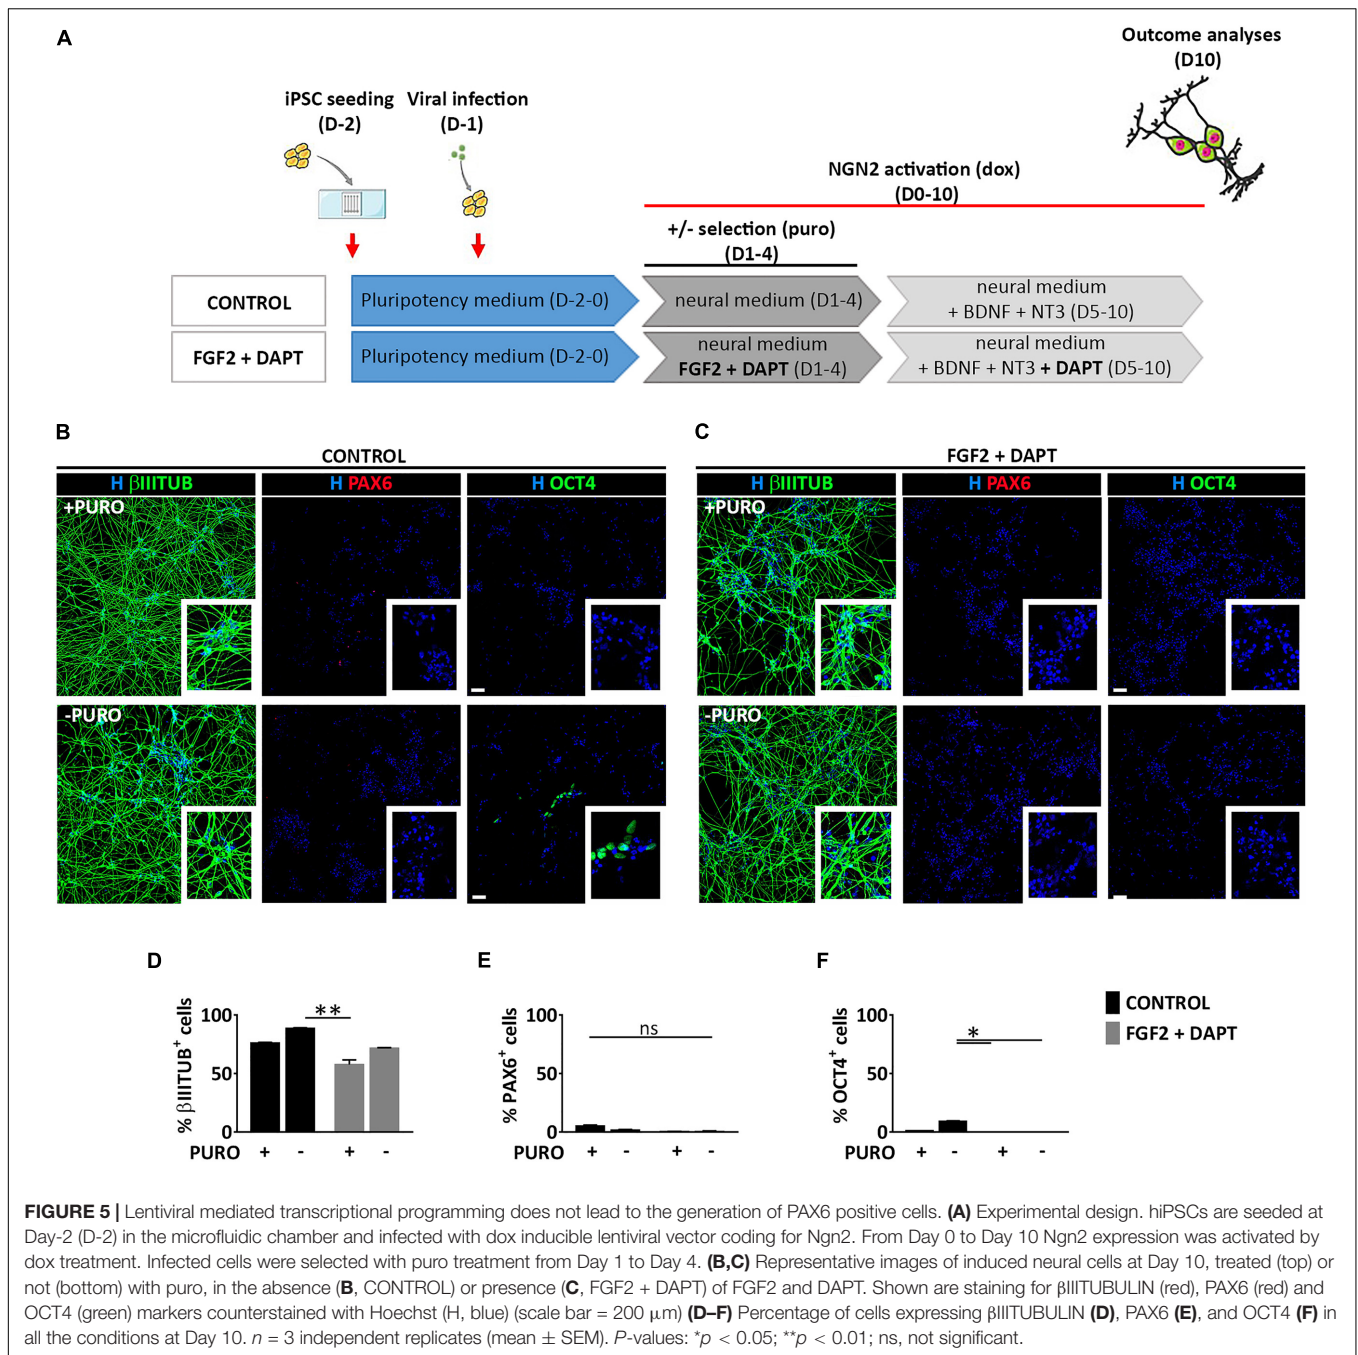 A
Outcome analyses
(D10)
iPSC seeding
(D-2)
Viral infection
(D-1)
NGN2 activation (dox)
(D0-10)
+/- selection (puro)
(D1-4)
CONTROL
Pluripotency medium (D-2-0)
neural medium (D1-4)
neural medium
+ BDNF + NT3 (D5-10)
FGF2 + DAPT
Pluripotency medium (D-2-0)
neural medium
FGF2 + DAPT (D1-4)
neural medium
+ BDNF + NT3 + DAPT (D5-10)
B
CONTROL
H βIIITUB
H PAX6
H OCT4
+PURO
-PURO
C
FGF2 + DAPT
H βIIITUB
H PAX6
H OCT4
+PURO
-PURO
D
% βIIITUB+ cells
100
50
0
**
PURO + - + -
E
% PAX6+ cells
100
50
0
ns
PURO + - + -
F
% OCT4+ cells
100
50
0
*
PURO + - + -
CONTROL
FGF2 + DAPT
FIGURE 5 | Lentiviral mediated transcriptional programming does not lead to the generation of PAX6 positive cells. (A) Experimental design. hiPSCs are seeded at
Day-2 (D-2) in the microfluidic chamber and infected with dox inducible lentiviral vector coding for Ngn2. From Day 0 to Day 10 Ngn2 expression was activated by
dox treatment. Infected cells were selected with puro treatment from Day 1 to Day 4. (B,C) Representative images of induced neural cells at Day 10, treated (top) or
not (bottom) with puro, in the absence (B, CONTROL) or presence (C, FGF2 + DAPT) of FGF2 and DAPT. Shown are staining for βIIITUBULIN (red), PAX6 (red) and
OCT4 (green) markers counterstained with Hoechst (H, blue) (scale bar = 200 μm) (D–F) Percentage of cells expressing βIIITUBULIN (D), PAX6 (E), and OCT4 (F) in
all the conditions at Day 10. n = 3 independent replicates (mean ± SEM). P-values: *p < 0.05; **p < 0.01; ns, not significant.